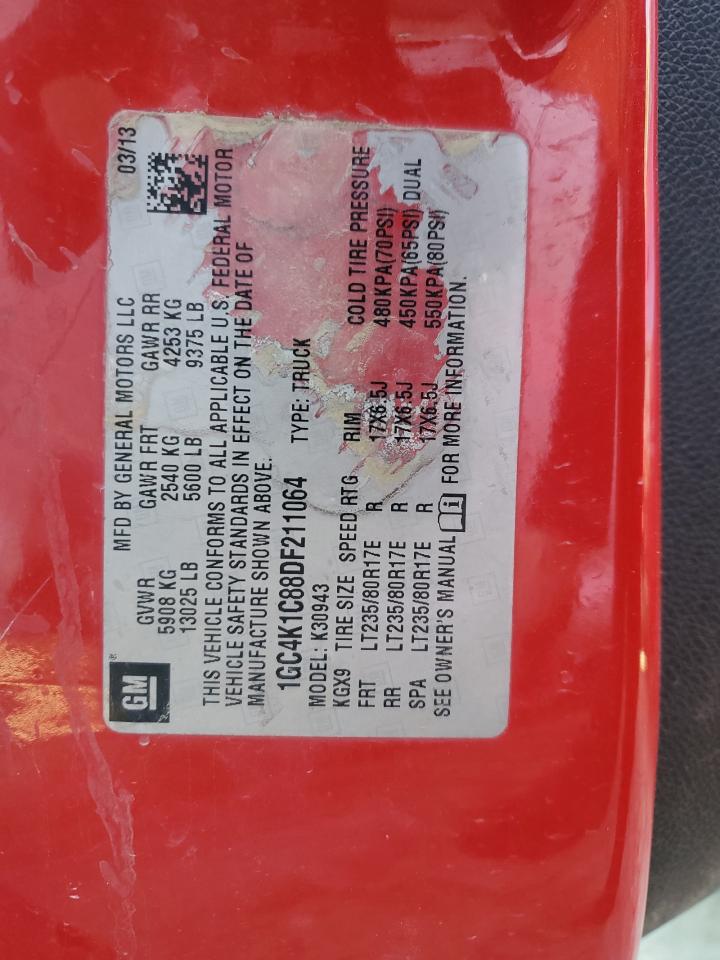 GM®
MFD BY GENERAL MOTORS LLC 03/13
GVWR GAWR FRT GAWR RR
5908 KG 2540 KG 4253 KG
13025 LB 5600 LB 9375 LB
THIS VEHICLE CONFORMS TO ALL APPLICABLE U.S. FEDERAL MOTOR
VEHICLE SAFETY STANDARDS IN EFFECT ON THE DATE OF
MANUFACTURE SHOWN ABOVE.
1GC4K1C88DF211064 TYPE: TRUCK
MODEL: K30943
KGX9 TIRE SIZE SPEED RTG RIM COLD TIRE PRESSURE
FRT LT235/80R17E R 17X6.5J 480KPA(70PSI)
RR LT235/80R17E R 17X6.5J 450KPA(65PSI) DUAL
SPA LT235/80R17E R 17X6.5J 550KPA(80PSI)
SEE OWNER'S MANUAL i FOR MORE INFORMATION.